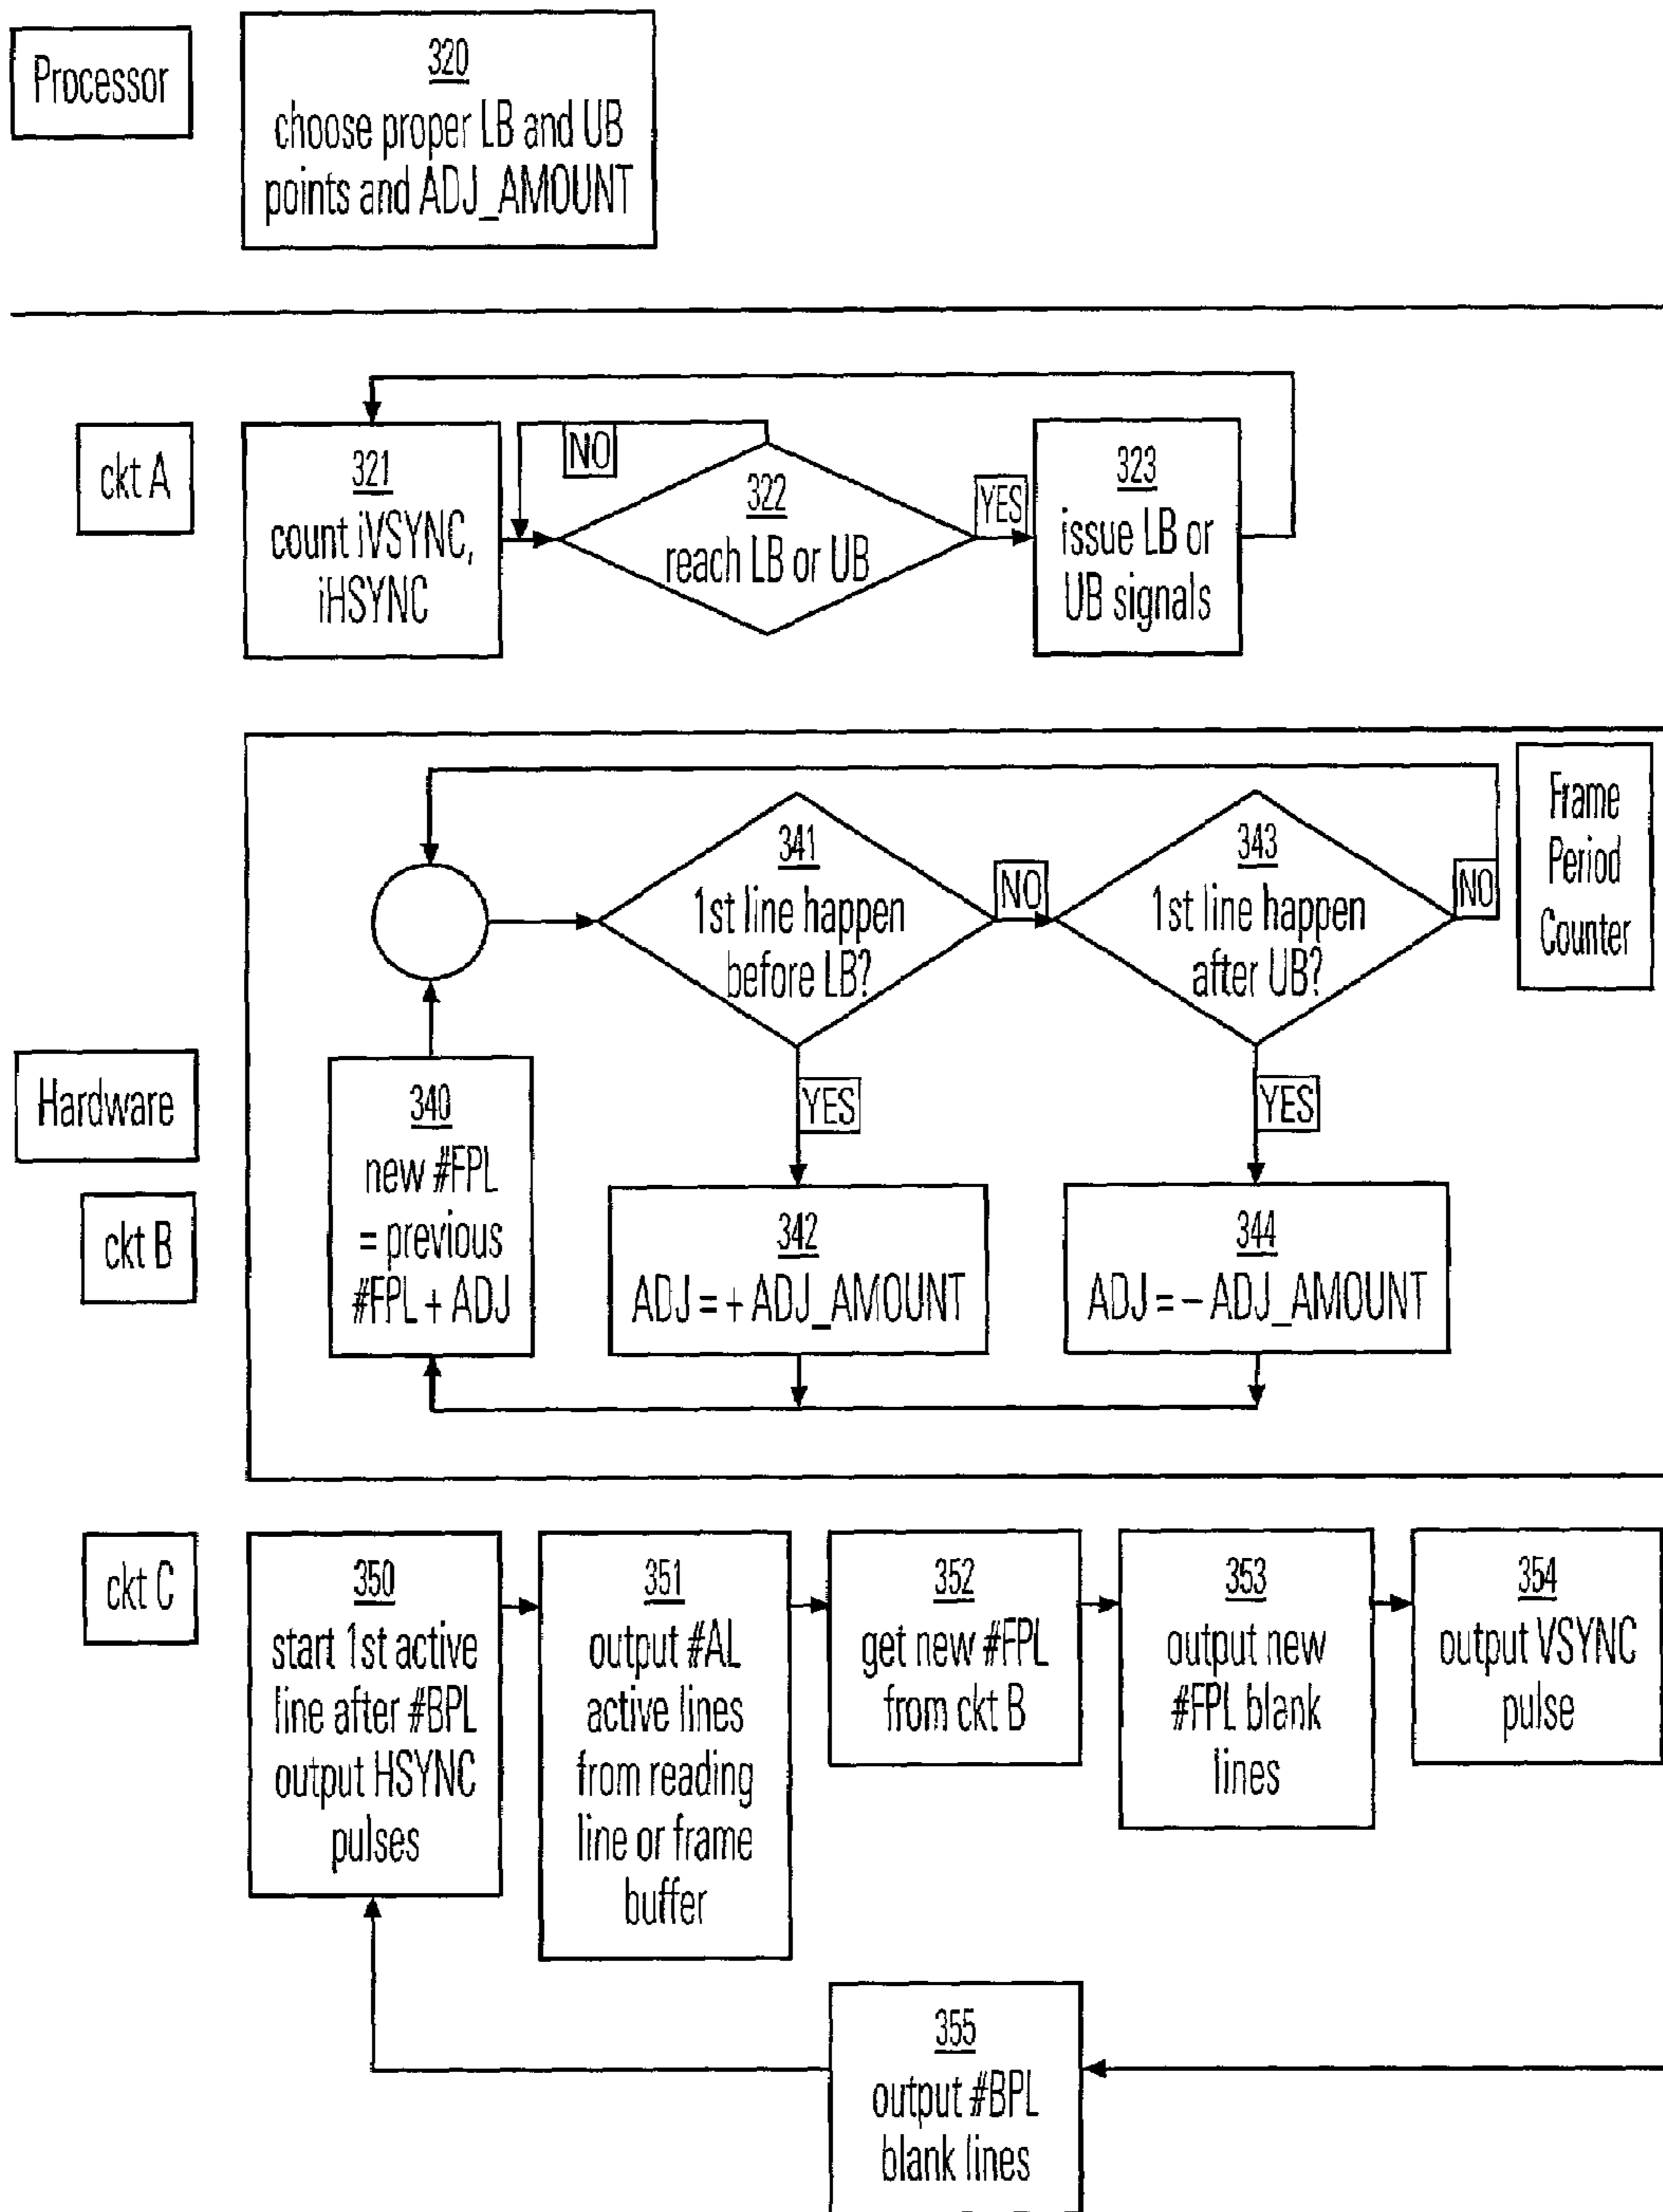 Processor
320
choose proper LB and UB
points and ADJ_AMOUNT
ckt A
321
count iVSYNC,
iHSYNC
NO
322
reach LB or UB
YES
323
issue LB or
UB signals
Frame
Period
Counter
341
1st line happen
before LB?
NO
343
1st line happen
after UB?
NO
Hardware
ckt B
340
new #FPL
= previous
#FPL + ADJ
YES
342
ADJ = + ADJ_AMOUNT
YES
344
ADJ = – ADJ_AMOUNT
ckt C
350
start 1st active
line after #BPL
output HSYNC
pulses
351
output #AL
active lines
from reading
line or frame
buffer
352
get new #FPL
from ckt B
353
output new
#FPL blank
lines
354
output VSYNC
pulse
355
output #BPL
blank lines